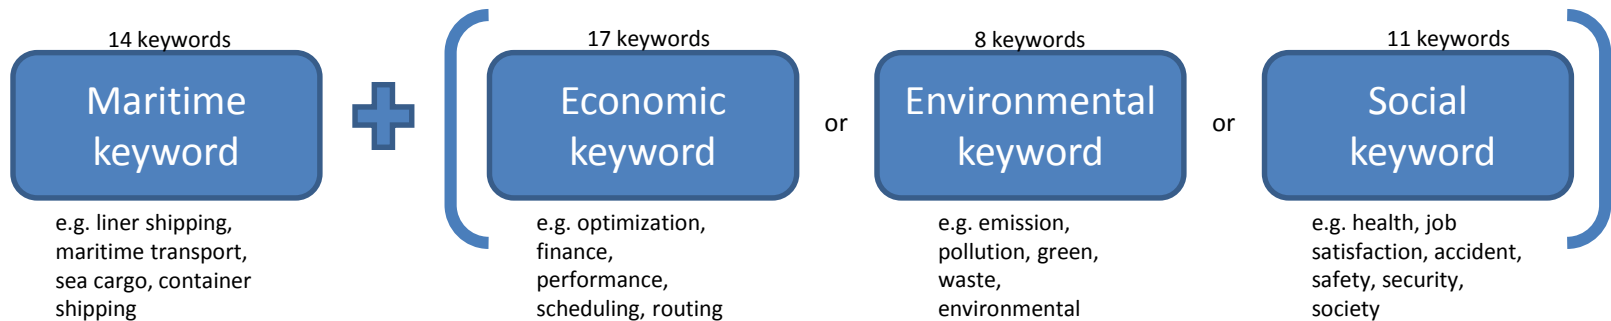 14 keywords
Maritime
keyword
e.g. liner shipping,
maritime transport,
sea cargo, container
shipping
17 keywords
Economic
keyword
e.g. optimization,
finance,
performance,
scheduling, routing
or
8 keywords
Environmental
keyword
e.g. emission,
pollution, green,
waste,
environmental
or
11 keywords
Social
keyword
e.g. health, job
satisfaction, accident,
safety, security,
society